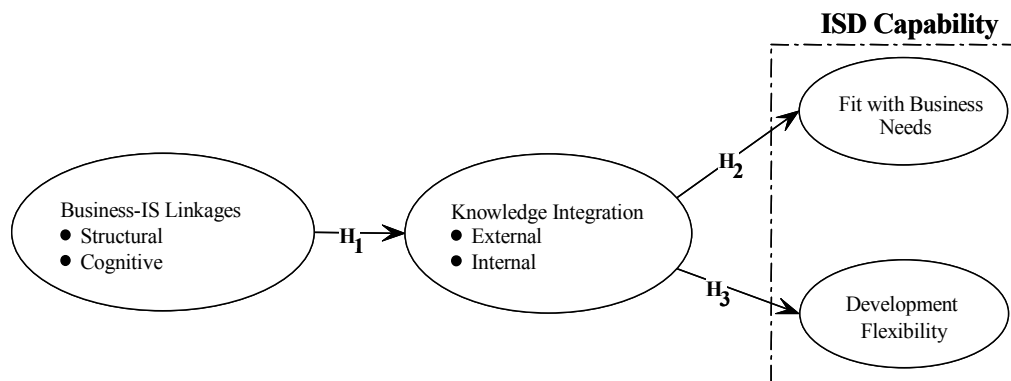 ISD Capability
Fit with Business
Needs
H2
Business-IS Linkages
● Structural
● Cognitive
H1
Knowledge Integration
● External
● Internal
H3
Development
Flexibility